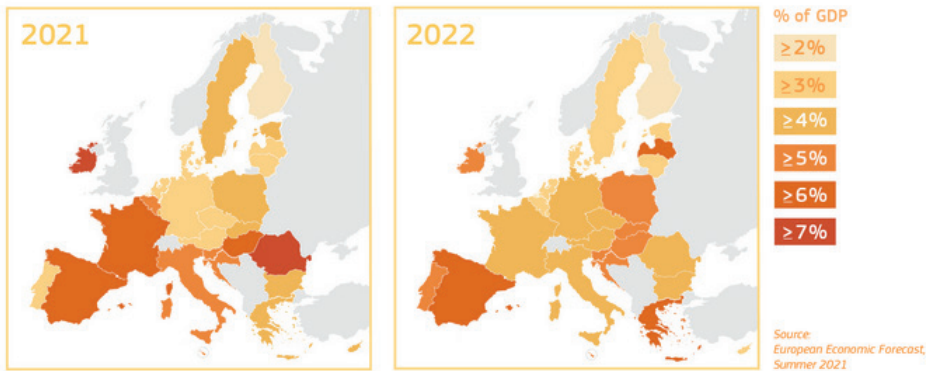 2021
2022
% of GDP
≥2%
≥3%
≥4%
≥5%
≥6%
≥7%
Source:
European Economic Forecast,
Summer 2021